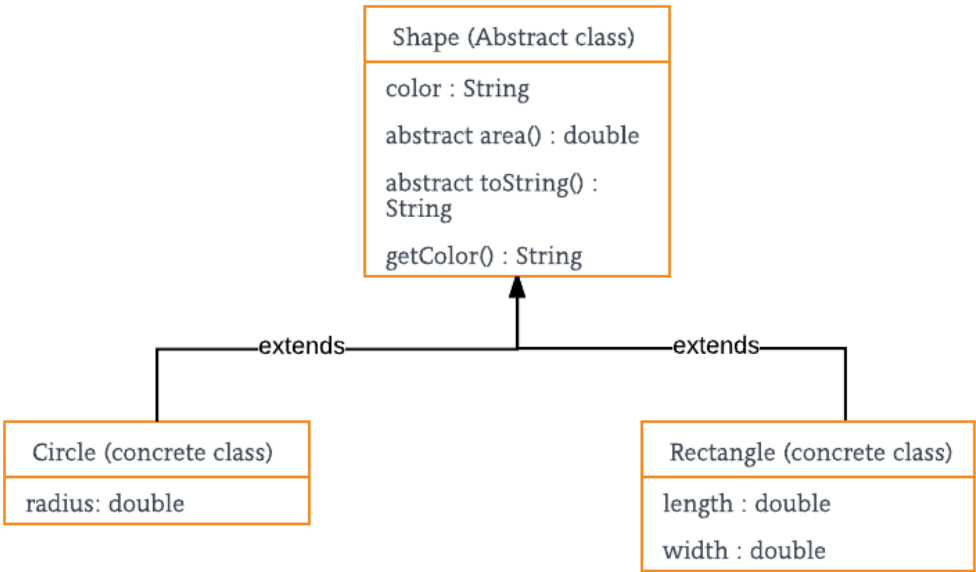 Shape (Abstract class)
color : String
abstract area() : double
abstract toString() :
String
getColor() : String
extends
extends
Circle (concrete class)
radius: double
Rectangle (concrete class)
length : double
width : double